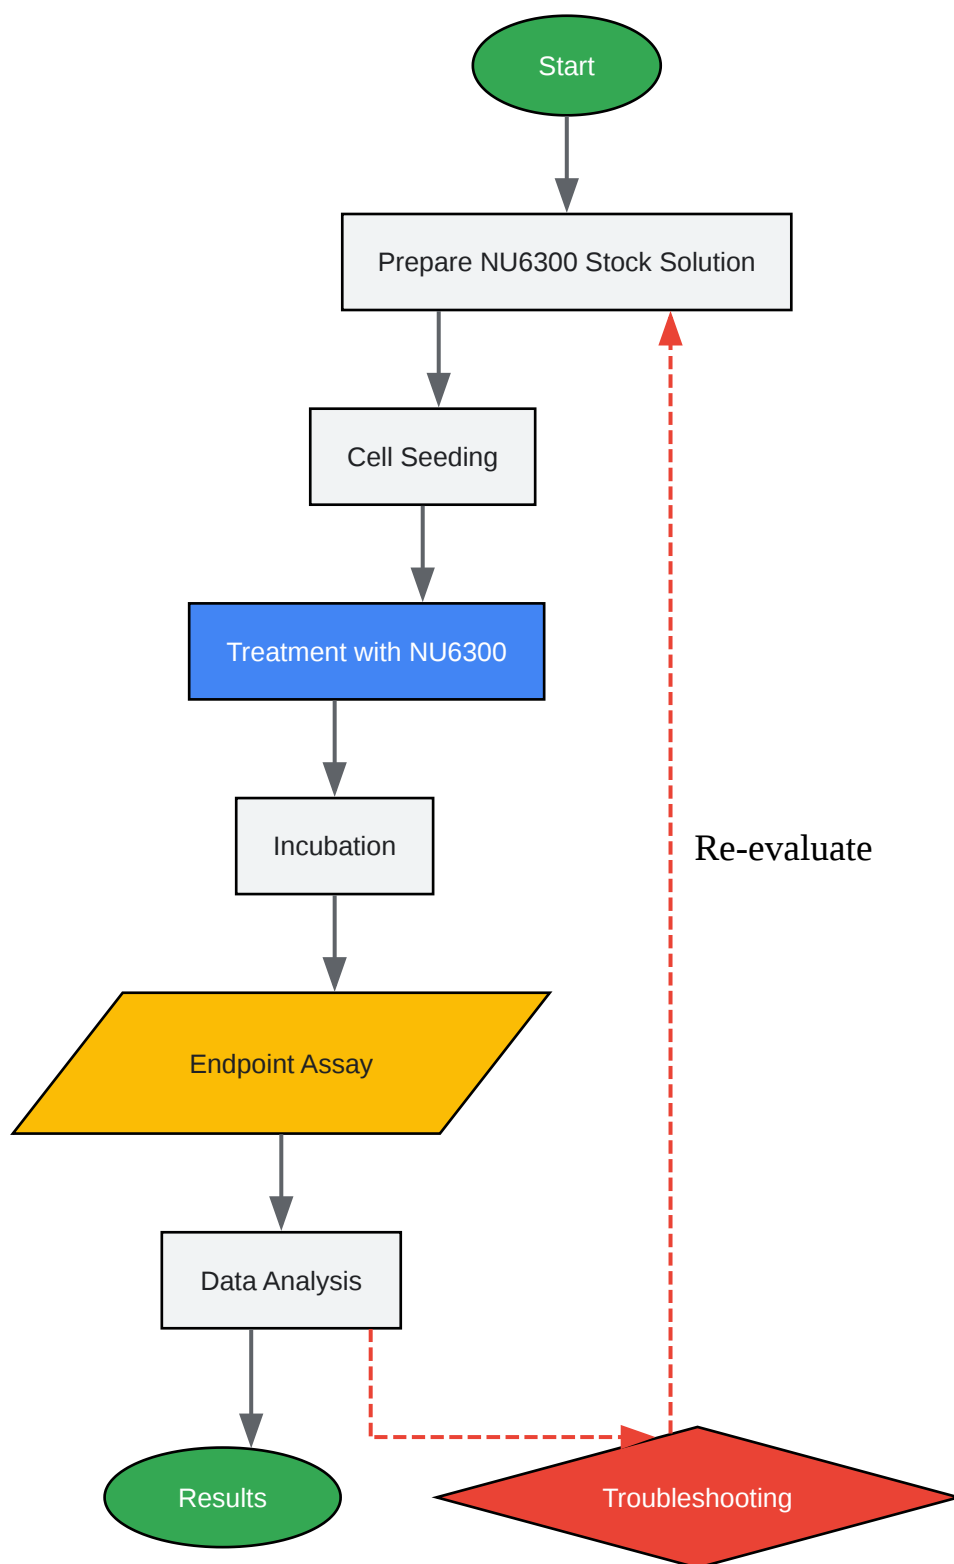 Start
Prepare NU6300 Stock Solution
Cell Seeding
Treatment with NU6300
Incubation
Re-evaluate
Endpoint Assay
Data Analysis
Results
Troubleshooting